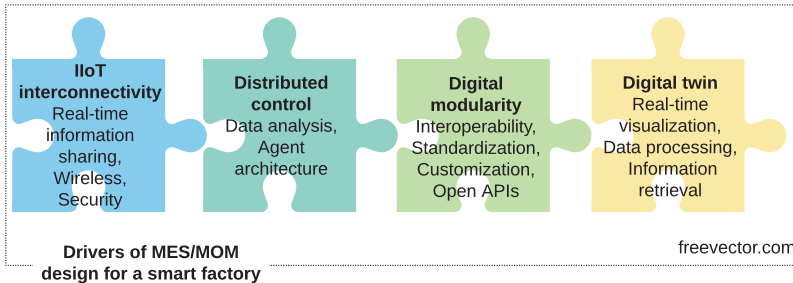 IIoT
interconnectivity
Real-time
information
sharing,
Wireless,
Security
Distributed
control
Data analysis,
Agent
architecture
Digital
modularity
Interoperability,
Standardization,
Customization,
Open APIs
Digital twin
Real-time
visualization,
Data processing,
Information
retrieval
Drivers of MES/MOM
design for a smart factory
freevector.com